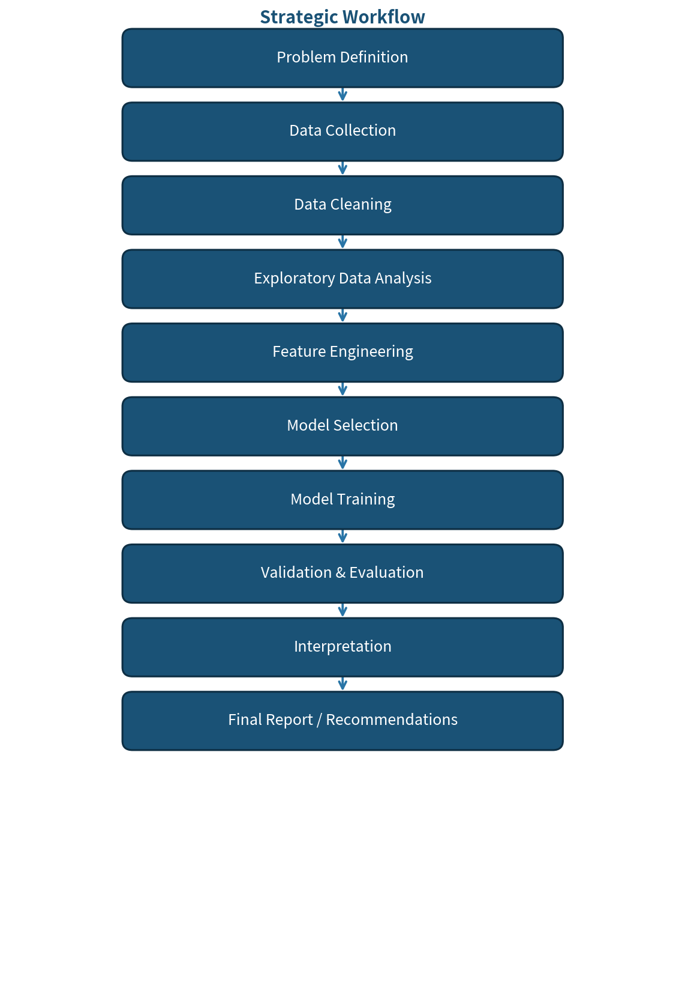 Strategic Workflow
Problem Definition
Data Collection
Data Cleaning
Exploratory Data Analysis
Feature Engineering
Model Selection
Model Training
Validation & Evaluation
Interpretation
Final Report / Recommendations